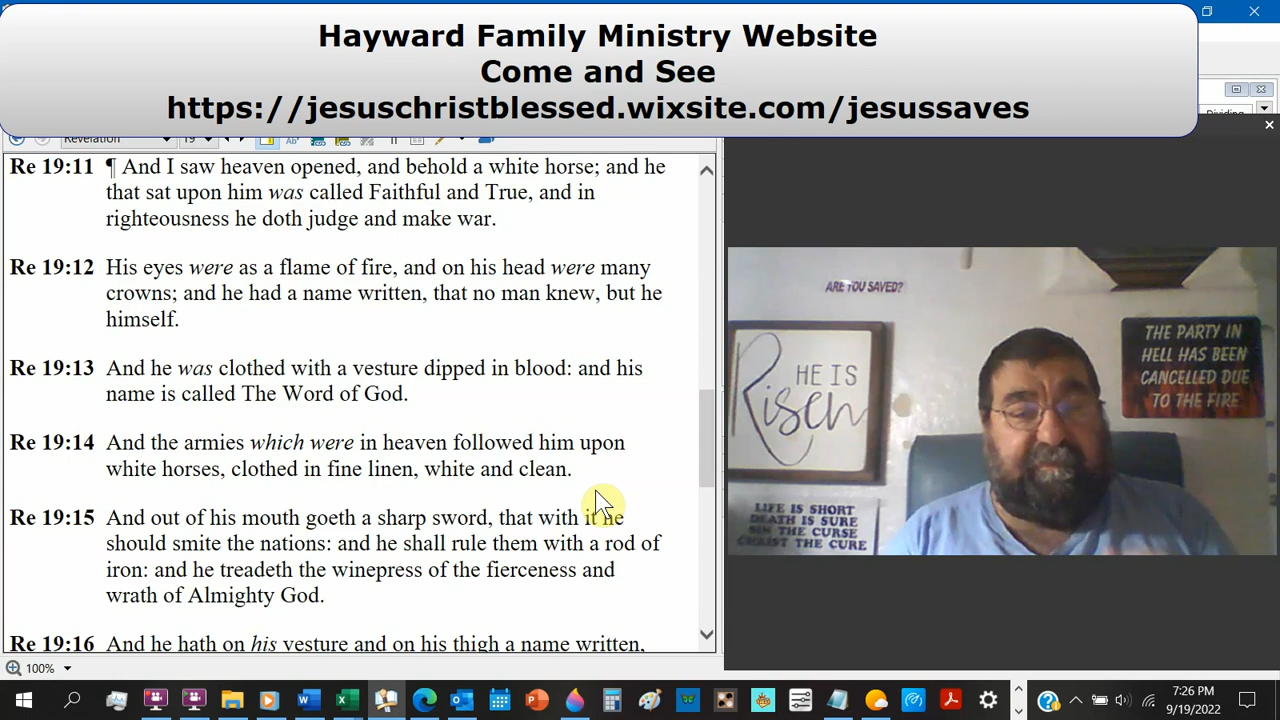 Hayward Family Ministry Website
Come and See
https://jesuschristblessed.wixsite.com/jesussaves
Revelation 19
Re 19:11 ¶ And I saw heaven opened, and behold a white horse; and he
that sat upon him was called Faithful and True, and in
righteousness he doth judge and make war.
Re 19:12 His eyes were as a flame of fire, and on his head were many
crowns; and he had a name written, that no man knew, but he
himself.
Re 19:13 And he was clothed with a vesture dipped in blood: and his
name is called The Word of God.
Re 19:14 And the armies which were in heaven followed him upon
white horses, clothed in fine linen, white and clean.
Re 19:15 And out of his mouth goeth a sharp sword, that with it he
should smite the nations: and he shall rule them with a rod of
iron: and he treadeth the winepress of the fierceness and
wrath of Almighty God.
Re 19:16 And he hath on his vesture and on his thigh a name written,
100%
ARE YOU SAVED?
He is
Risen
THE PARTY IN
HELL HAS BEEN
CANCELLED DUE
TO THE FIRE
LIFE IS SHORT
DEATH IS SURE
SIN THE CURSE
CHRIST THE CURE
7:26 PM
9/19/2022